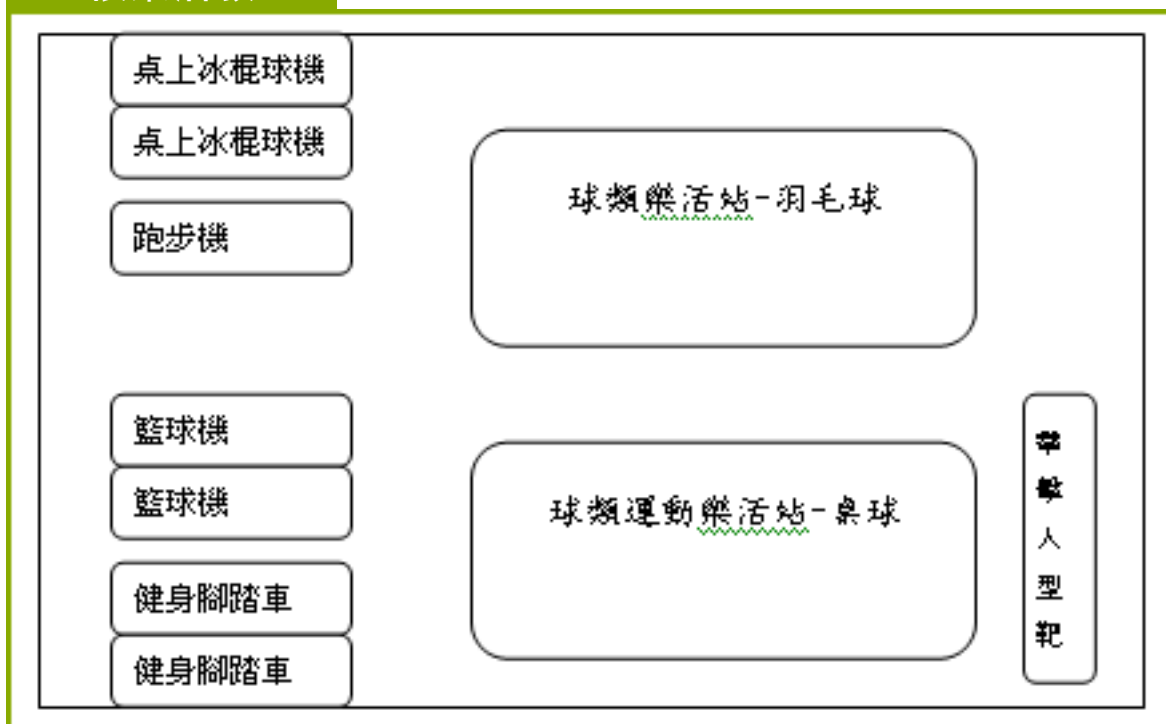 桌上冰棍球機
桌上冰棍球機
跑步機
球類樂活站-羽毛球
籃球機
籃球機
健身腳踏車
健身腳踏車
球類運動樂活站-桌球
拳擊人型靶